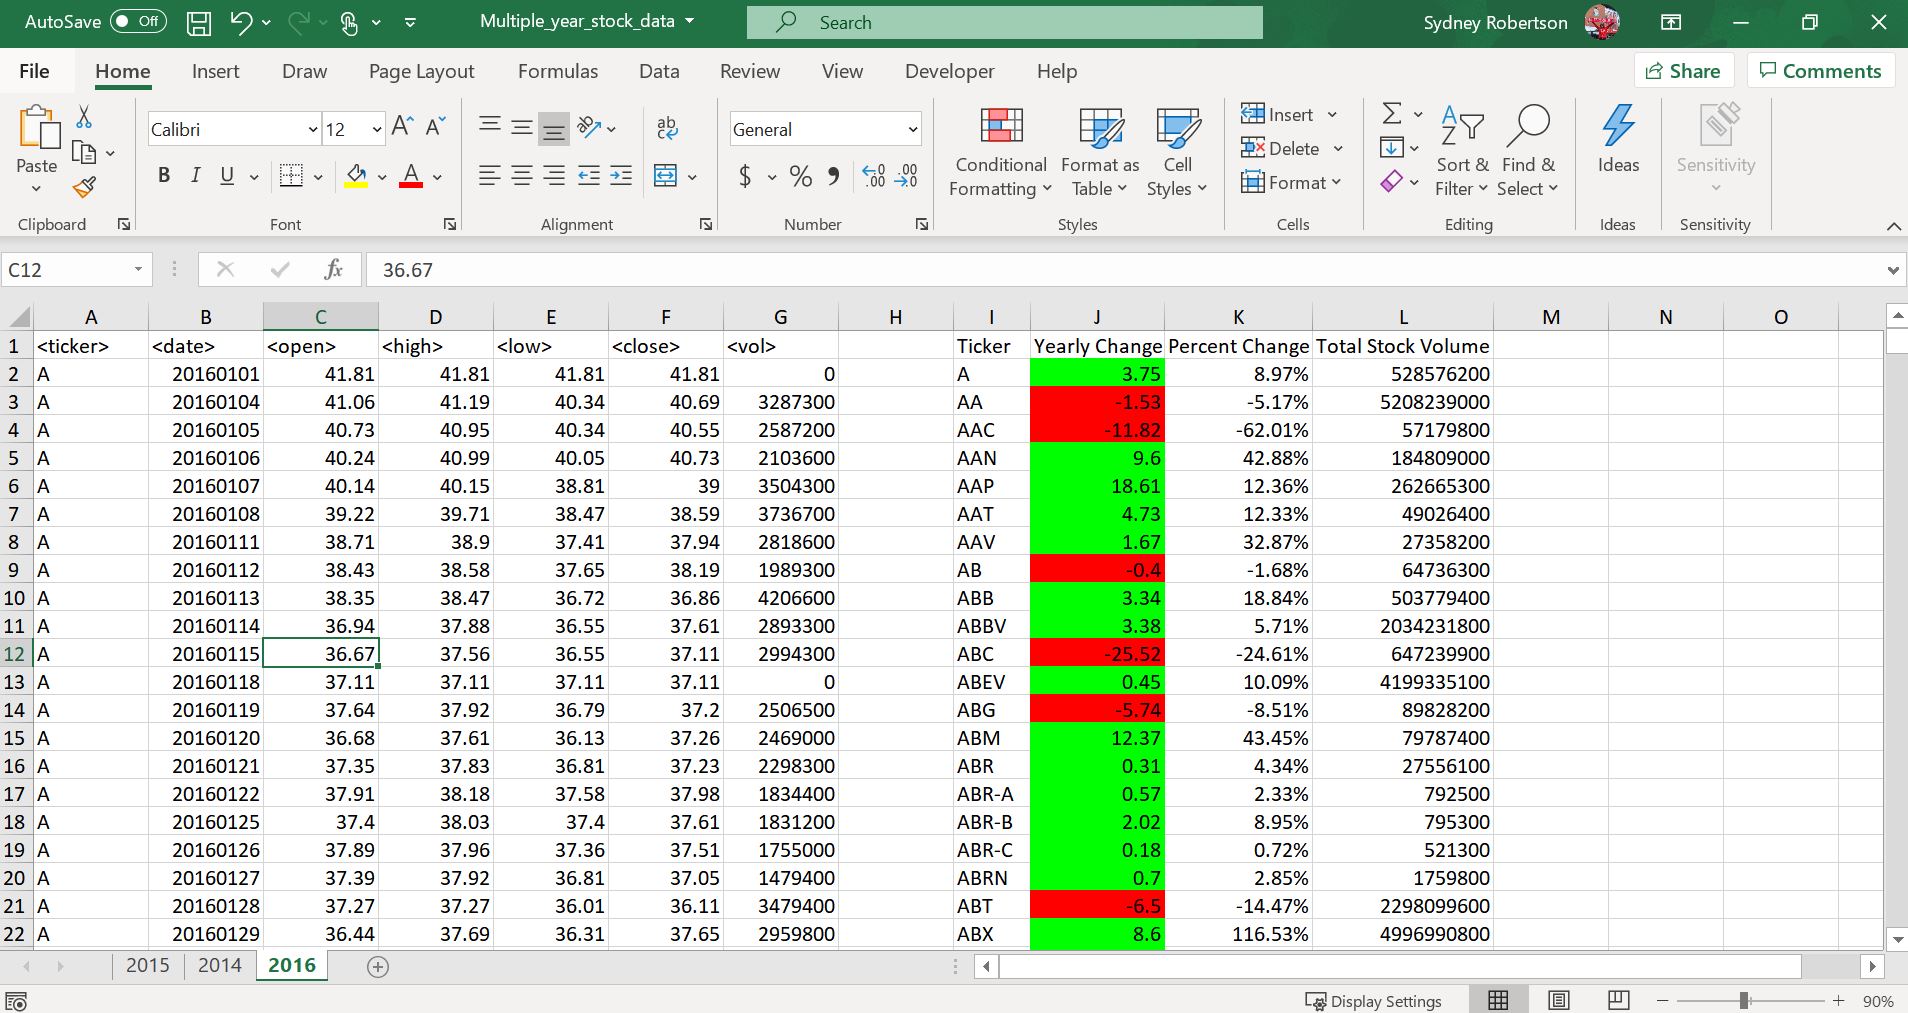 AutoSave Off Multiple_year_stock_data Search Sydney Robertson
File Home Insert Draw Page Layout Formulas Data Review View Developer Help Share Comments
Paste
Clipboard
Calibri 12
B I U
Font
ab
Alignment
General
$ % 9 .00 .00
Number
Conditional Formatting
Format as Table
Cell Styles
Styles
Insert
Delete
Format
Cells
Sort & Filter
Find & Select
Editing
Ideas
Ideas
Sensitivity
Sensitivity
C12 fx 36.67
A B C D E F G H I J K L M N O
1 <ticker> <date> <open> <high> <low> <close> <vol> Ticker Yearly Change Percent Change Total Stock Volume
2 A 20160101 41.81 41.81 41.81 41.81 0 A 3.75 8.97% 528576200
3 A 20160104 41.06 41.19 40.34 40.69 3287300 AA -1.53 -5.17% 5208239000
4 A 20160105 40.73 40.95 40.34 40.55 2587200 AAC -11.82 -62.01% 57179800
5 A 20160106 40.24 40.99 40.05 40.73 2103600 AAN 9.6 42.88% 184809000
6 A 20160107 40.14 40.15 38.81 39 3504300 AAP 18.61 12.36% 262665300
7 A 20160108 39.22 39.71 38.47 38.59 3736700 AAT 4.73 12.33% 49026400
8 A 20160111 38.71 38.9 37.41 37.94 2818600 AAV 1.67 32.87% 27358200
9 A 20160112 38.43 38.58 37.65 38.19 1989300 AB -0.4 -1.68% 64736300
10 A 20160113 38.35 38.47 36.72 36.86 4206600 ABB 3.34 18.84% 503779400
11 A 20160114 36.94 37.88 36.55 37.61 2893300 ABBV 3.38 5.71% 2034231800
12 A 20160115 36.67 37.56 36.55 37.11 2994300 ABC -25.52 -24.61% 647239900
13 A 20160118 37.11 37.11 37.11 37.11 0 ABEV 0.45 10.09% 4199335100
14 A 20160119 37.64 37.92 36.79 37.2 2506500 ABG -5.74 -8.51% 89828200
15 A 20160120 36.68 37.61 36.13 37.26 2469000 ABM 12.37 43.45% 79787400
16 A 20160121 37.35 37.83 36.81 37.23 2298300 ABR 0.31 4.34% 27556100
17 A 20160122 37.91 38.18 37.58 37.98 1834400 ABR-A 0.57 2.33% 792500
18 A 20160125 37.4 38.03 37.4 37.61 1831200 ABR-B 2.02 8.95% 795300
19 A 20160126 37.89 37.96 37.36 37.51 1755000 ABR-C 0.18 0.72% 521300
20 A 20160127 37.39 37.92 36.81 37.05 1479400 ABRN 0.7 2.85% 1759800
21 A 20160128 37.27 37.27 36.01 36.11 3479400 ABT -6.5 -14.47% 2298099600
22 A 20160129 36.44 37.69 36.31 37.65 2959800 ABX 8.6 116.53% 4996990800
2015 2014 2016
Display Settings 90%